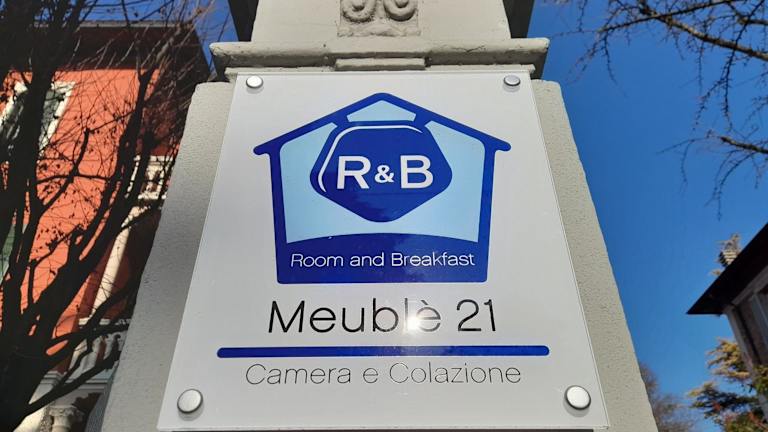 R&B
Room and Breakfast
Meublè 21
Camera e Colazione